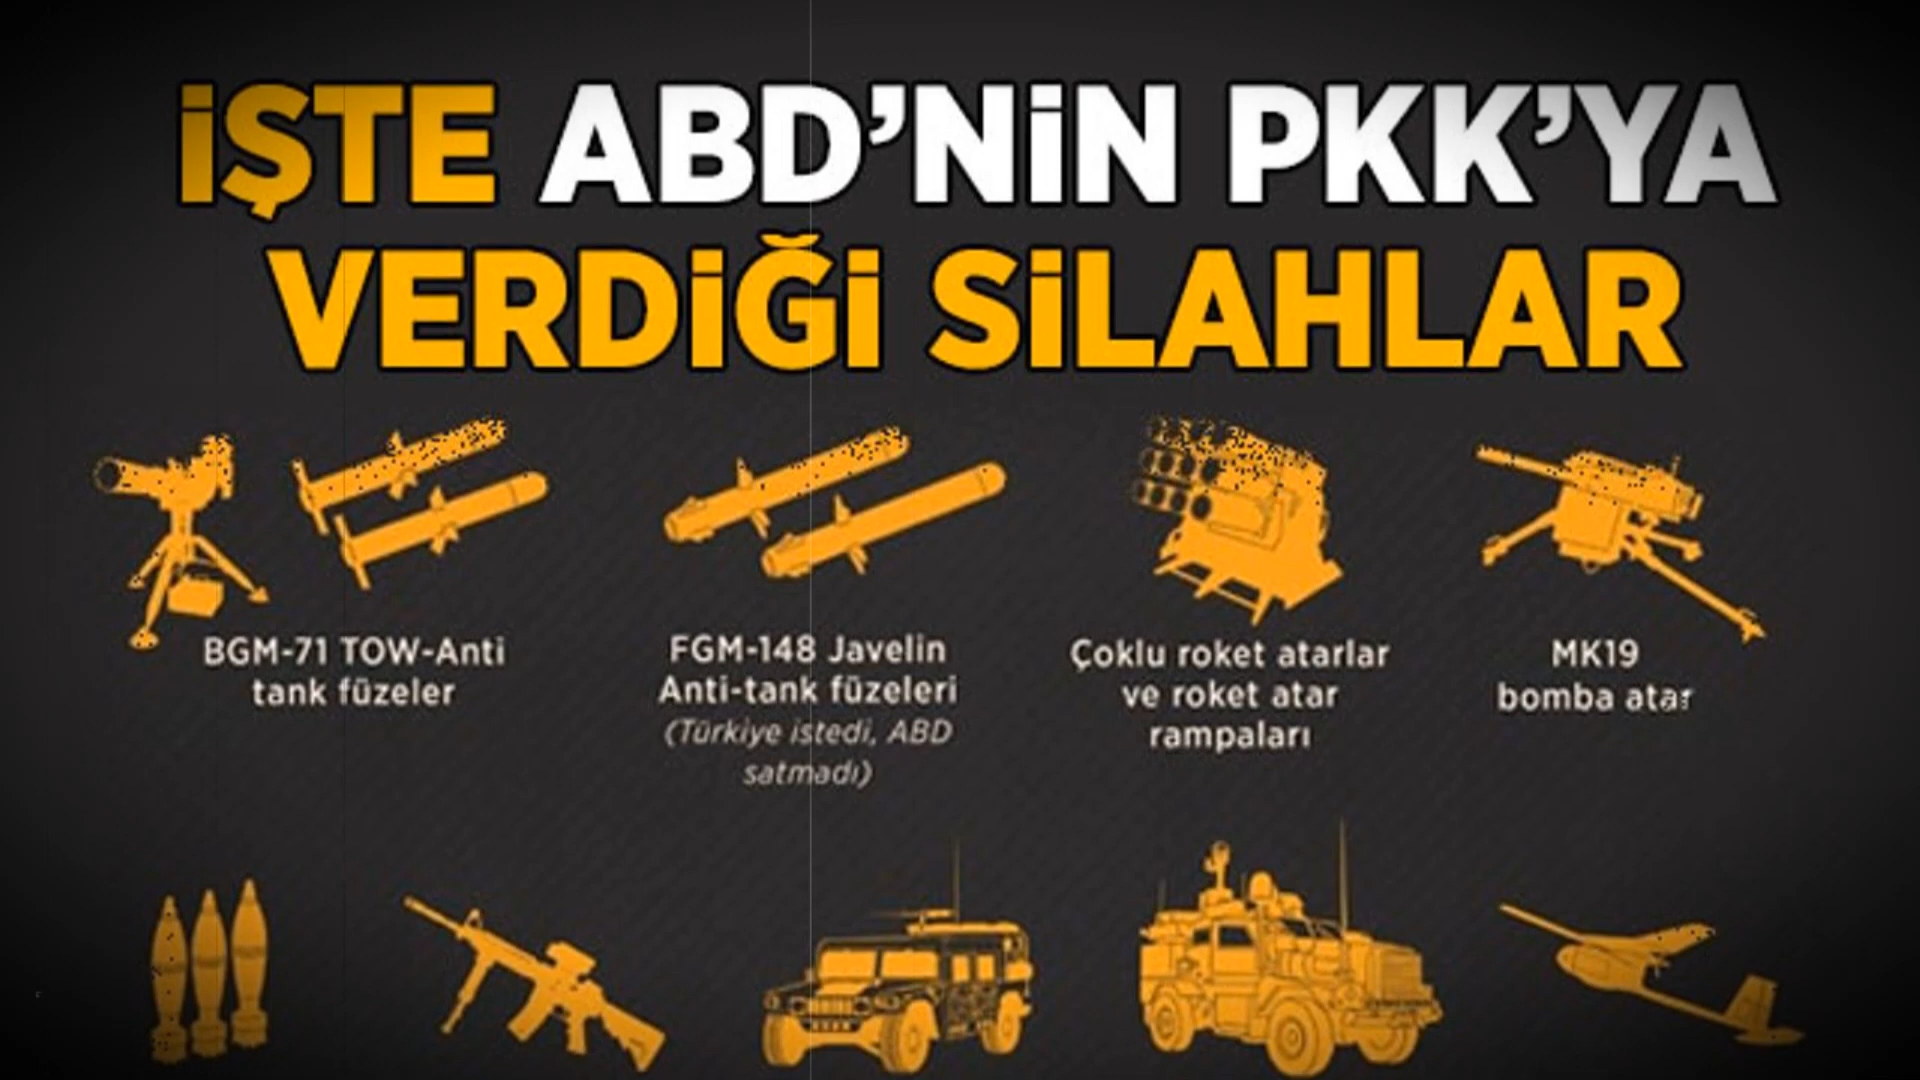 İŞTE ABD'NİN PKK'YA
VERDİĞİ SİLAHLAR
BGM-71 TOW-Anti
tank füzeler
FGM-148 Javelin
Anti-tank füzeleri
(Türkiye istedi, ABD
satmadı)
Çoklu roket atarlar
ve roket atar
rampaları
MK19
bomba atar